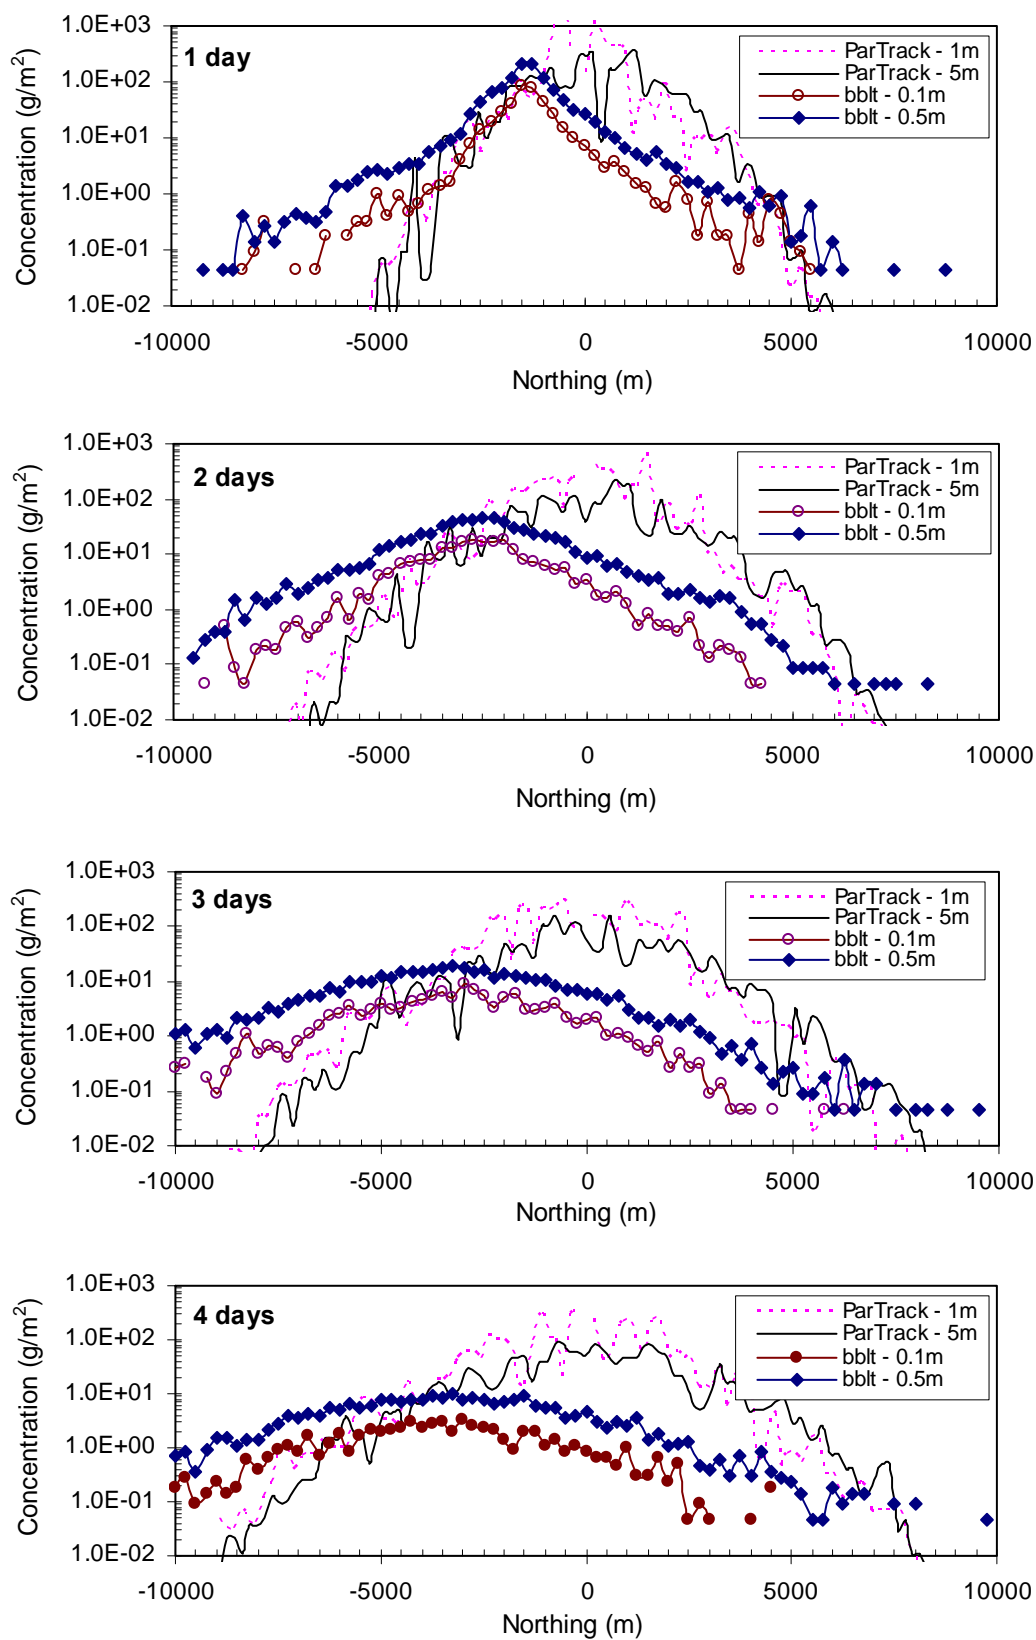 1 day
Concentration (g/m²)
1.0E+03
1.0E+02
1.0E+01
1.0E+00
1.0E-01
1.0E-02
ParTrack - 1m
ParTrack - 5m
bblt - 0.1m
bblt - 0.5m
-10000 -5000 0 5000 10000
Northing (m)
2 days
Concentration (g/m²)
1.0E+03
1.0E+02
1.0E+01
1.0E+00
1.0E-01
1.0E-02
ParTrack - 1m
ParTrack - 5m
bblt - 0.1m
bblt - 0.5m
-10000 -5000 0 5000 10000
Northing (m)
3 days
Concentration (g/m²)
1.0E+03
1.0E+02
1.0E+01
1.0E+00
1.0E-01
1.0E-02
ParTrack - 1m
ParTrack - 5m
bblt - 0.1m
bblt - 0.5m
-10000 -5000 0 5000 10000
Northing (m)
4 days
Concentration (g/m²)
1.0E+03
1.0E+02
1.0E+01
1.0E+00
1.0E-01
1.0E-02
ParTrack - 1m
ParTrack - 5m
bblt - 0.1m
bblt - 0.5m
-10000 -5000 0 5000 10000
Northing (m)